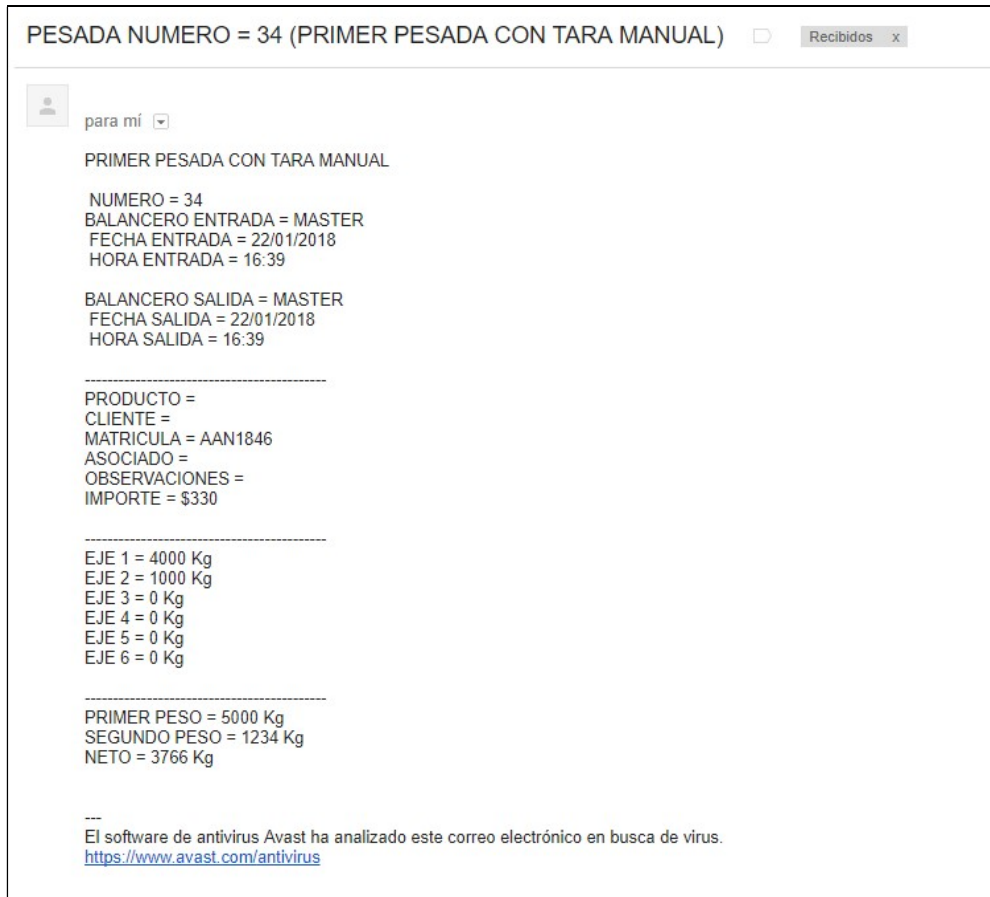 PESADA NUMERO = 34 (PRIMER PESADA CON TARA MANUAL) Recibidos x
para mí
PRIMER PESADA CON TARA MANUAL
NUMERO = 34
BALANCERO ENTRADA = MASTER
FECHA ENTRADA = 22/01/2018
HORA ENTRADA = 16:39
BALANCERO SALIDA = MASTER
FECHA SALIDA = 22/01/2018
HORA SALIDA = 16:39
-------------------------------------------
PRODUCTO =
CLIENTE =
MATRICULA = AAN1846
ASOCIADO =
OBSERVACIONES =
IMPORTE = $330
-------------------------------------------
EJE 1 = 4000 Kg
EJE 2 = 1000 Kg
EJE 3 = 0 Kg
EJE 4 = 0 Kg
EJE 5 = 0 Kg
EJE 6 = 0 Kg
-------------------------------------------
PRIMER PESO = 5000 Kg
SEGUNDO PESO = 1234 Kg
NETO = 3766 Kg
---
El software de antivirus Avast ha analizado este correo electrónico en busca de virus.
https://www.avast.com/antivirus